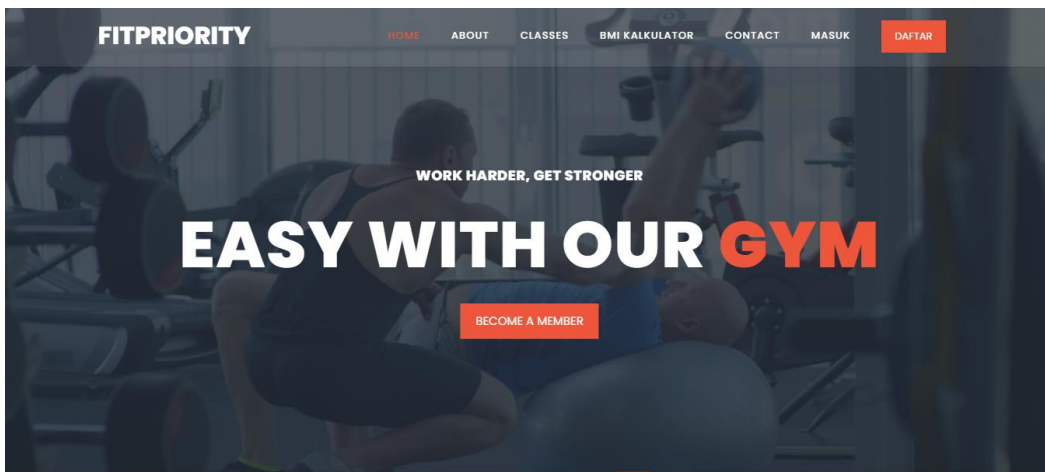 FITPRIORITY
HOME ABOUT CLASSES BMI KALKULATOR CONTACT MASUK DAFTAR
WORK HARDER, GET STRONGER
EASY WITH OUR GYM
BECOME A MEMBER